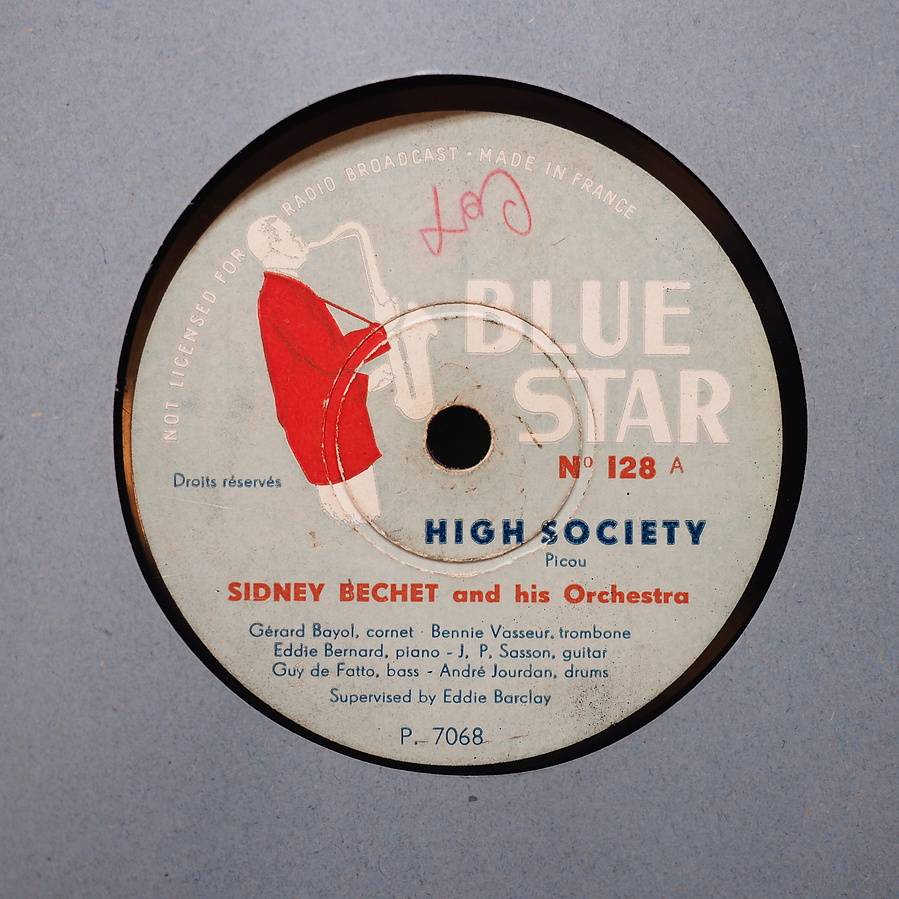 NOT LICENSED FOR RADIO BROADCAST · MADE IN FRANCE
BLUE
STAR
Nº 128 A
Droits réservés
HIGH SOCIETY
Picou
SIDNEY BECHET and his Orchestra
Gérard Bayol, cornet Bennie Vasseur, trombone
Eddie Bernard, piano - J. P. Sasson, guitar
Guy de Fatto, bass - André Jourdan, drums
Supervised by Eddie Barclay
P. 7068